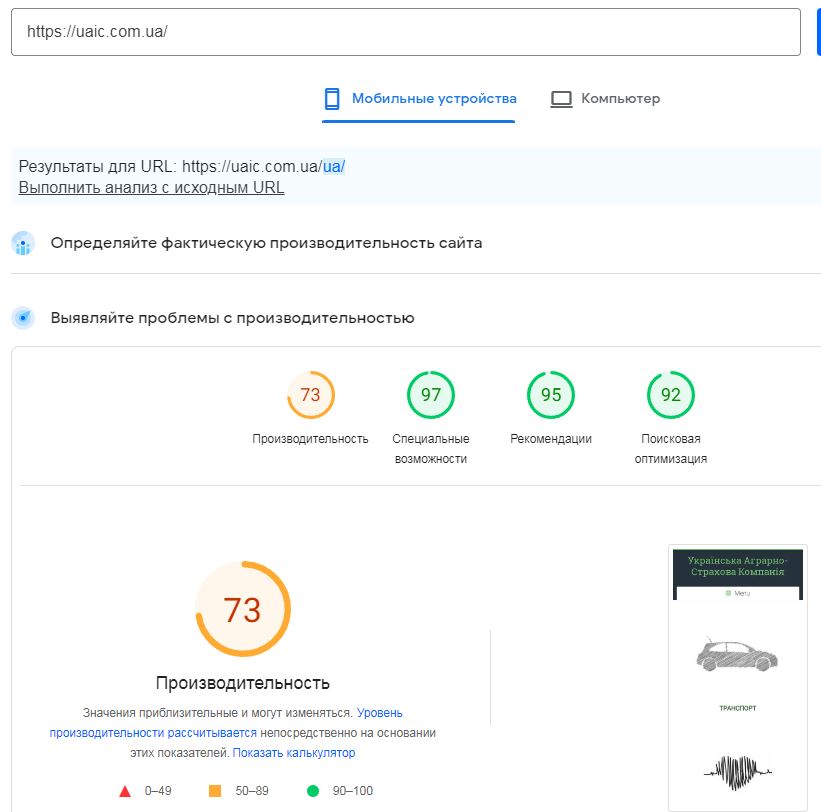 https://uaic.com.ua/
Мобильные устройства
Компьютер
Результаты для URL: https://uaic.com.ua/ua/
Выполнить анализ с исходным URL
Определяйте фактическую производительность сайта
Выявляйте проблемы с производительностью
73
97
95
92
Производительность
Специальные
возможности
Рекомендации
Поисковая
оптимизация
73
Производительность
Значения приблизительные и могут изменяться. Уровень
производительности рассчитывается непосредственно на основании
этих показателей. Показать калькулятор
0–49
50–89
90–100
Українська Аграрно-
Страхова Компанія
Menu
ТРАНСПОРТ